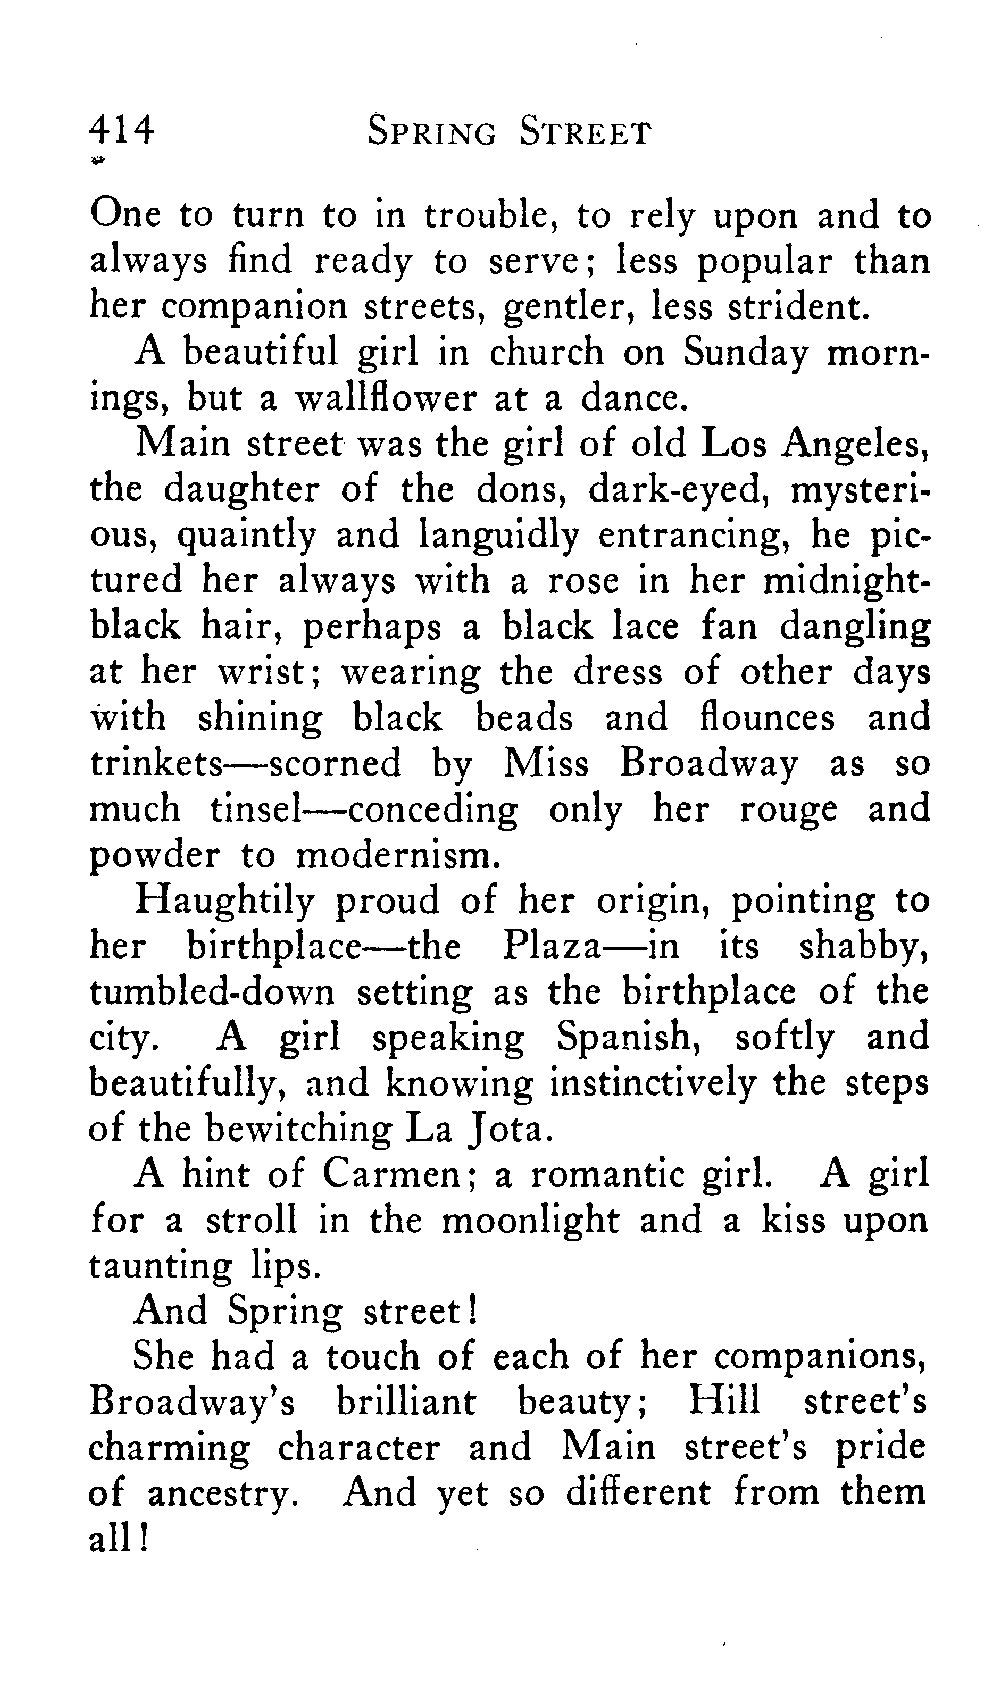 414 SPRING STREET
One to turn to in trouble, to rely upon and to
always find ready to serve; less popular than
her companion streets, gentler, less strident.
A beautiful girl in church on Sunday morn-
ings, but a wallflower at a dance.
Main street was the girl of old Los Angeles,
the daughter of the dons, dark-eyed, mysteri-
ous, quaintly and languidly entrancing, he pic-
tured her always with a rose in her midnight-
black hair, perhaps a black lace fan dangling
at her wrist; wearing the dress of other days
with shining black beads and flounces and
trinkets—scorned by Miss Broadway as so
much tinsel—conceding only her rouge and
powder to modernism.
Haughtily proud of her origin, pointing to
her birthplace—the Plaza—in its shabby,
tumbled-down setting as the birthplace of the
city. A girl speaking Spanish, softly and
beautifully, and knowing instinctively the steps
of the bewitching La Jota.
A hint of Carmen; a romantic girl. A girl
for a stroll in the moonlight and a kiss upon
taunting lips.
And Spring street!
She had a touch of each of her companions,
Broadway's brilliant beauty; Hill street's
charming character and Main street's pride
of ancestry. And yet so different from them
all!